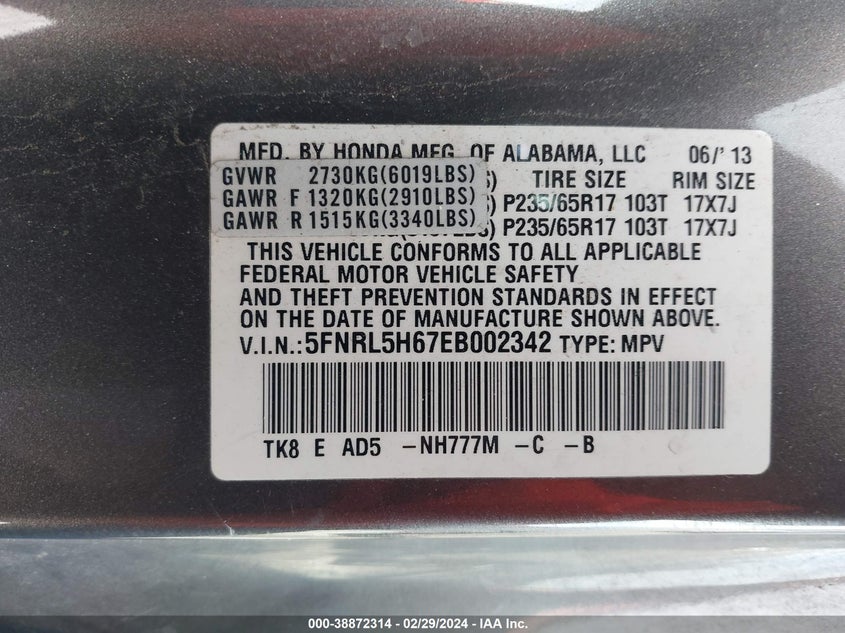 MFD. BY HONDA MFG. OF ALABAMA, LLC 06/'13
GVWR 2730KG(6019LBS) TIRE SIZE RIM SIZE
GAWR F 1320KG(2910LBS) P235/65R17 103T 17X7J
GAWR R 1515KG(3340LBS) P235/65R17 103T 17X7J
THIS VEHICLE CONFORMS TO ALL APPLICABLE
FEDERAL MOTOR VEHICLE SAFETY
AND THEFT PREVENTION STANDARDS IN EFFECT
ON THE DATE OF MANUFACTURE SHOWN ABOVE.
V.I.N.:5FNRL5H67EB002342 TYPE: MPV
TK8 E AD5 -NH777M -C -B
000-38872314 - 02/29/2024 - IAA Inc.